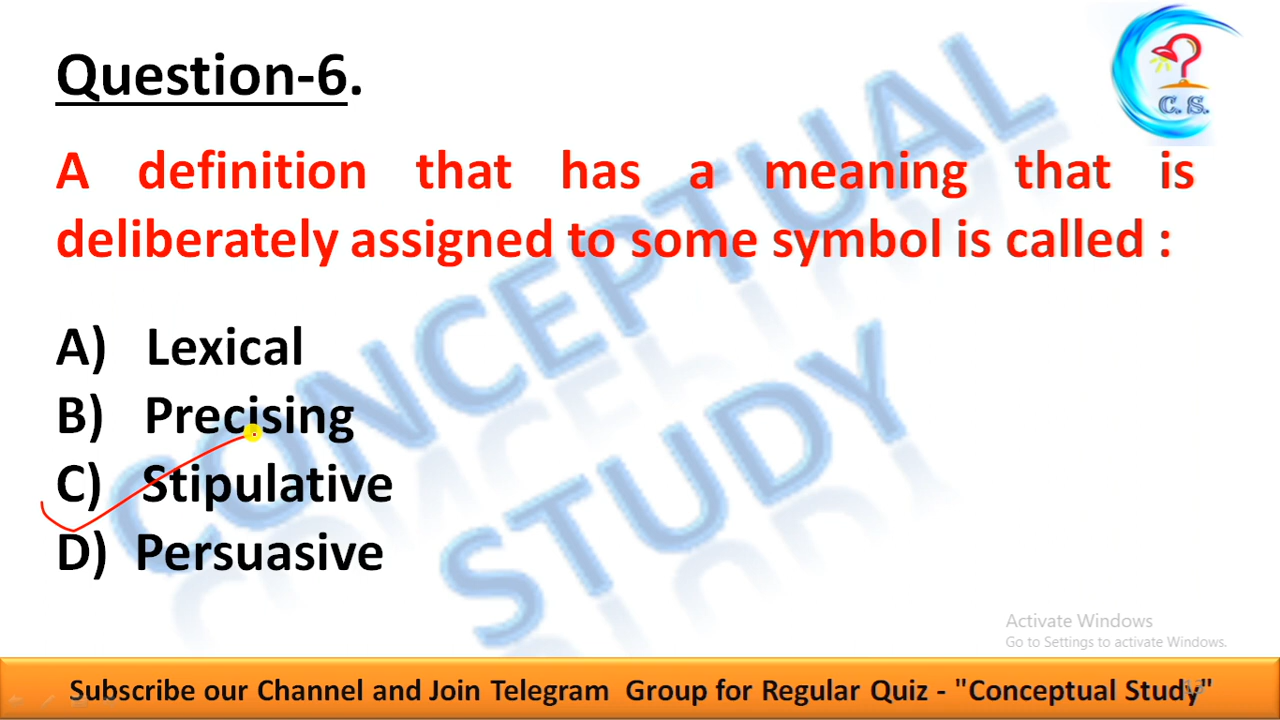 Question-6.
C. S.
A definition that has a meaning that is
deliberately assigned to some symbol is called :
A) Lexical
B) Precising
C) Stipulative
D) Persuasive
CONCEPTUAL
STUDY
Activate Windows
Go to Settings to activate Windows.
Subscribe our Channel and Join Telegram Group for Regular Quiz - "Conceptual Study"